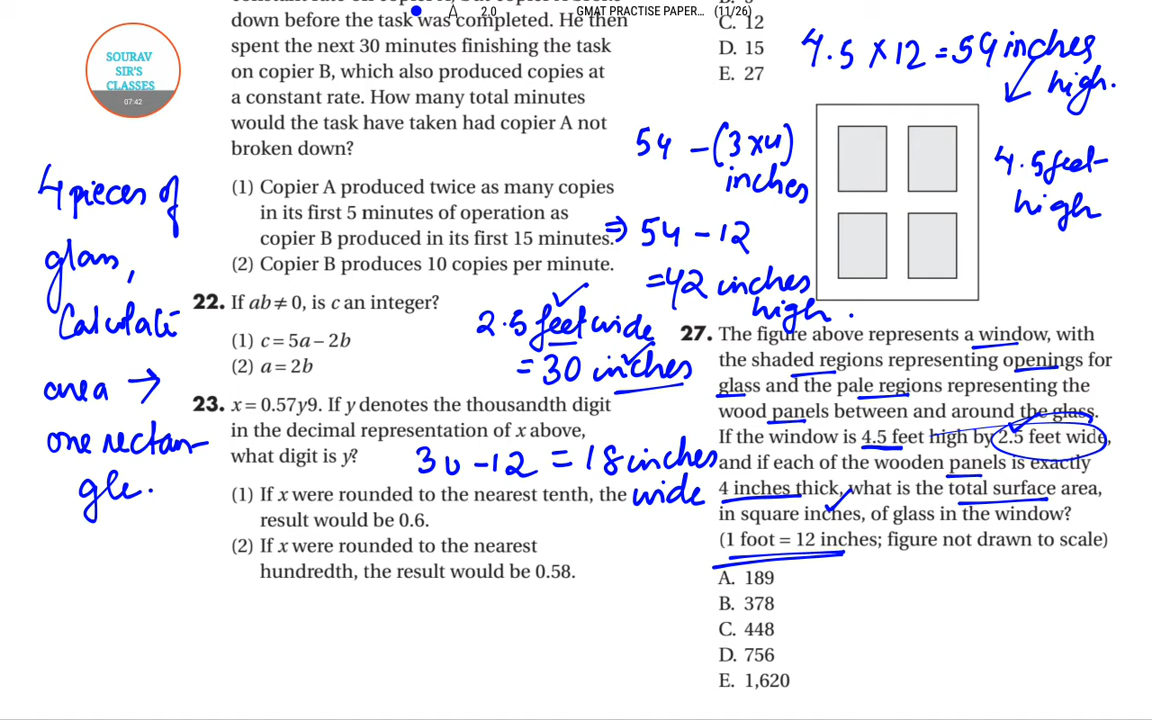 2.0
GMAT PRACTISE PAPER... (11/26)
SOURAV
SIR'S
CLASSES
07:42
down before the task was completed. He then
spent the next 30 minutes finishing the task
on copier B, which also produced copies at
a constant rate. How many total minutes
would the task have taken had copier A not
broken down?
(1) Copier A produced twice as many copies
in its first 5 minutes of operation as
copier B produced in its first 15 minutes.
(2) Copier B produces 10 copies per minute.
22. If ab ≠ 0, is c an integer?
(1) c = 5a – 2b
(2) a = 2b
23. x = 0.57y9. If y denotes the thousandth digit
in the decinal representation of x above,
what digit is y?
(1) If x were rounded to the nearest tenth, the
result would be 0.6.
(2) If x were rounded to the nearest
hundredth, the result would be 0.58.
4 pieces of
glass,
Calculate
area →
one rectan-
gle.
C. 12
D. 15
E. 27
4.5 × 12 = 54 inches
high.
54 - (3×4)
inches
⇒ 54 - 12
= 42 inches
high.
4.5 feet
high
2.5 feet wide
= 30 inches
30 - 12 = 18 inches
wide
27. The figure above represents a window, with
the shaded regions representing openings for
glass and the pale regions representing the
wood panels between and around the glass.
If the window is 4.5 feet high by 2.5 feet wide,
and if each of the wooden panels is exactly
4 inches thick, what is the total surface area,
in square inches, of glass in the window?
(1 foot = 12 inches; figure not drawn to scale)
A. 189
B. 378
C. 448
D. 756
E. 1,620